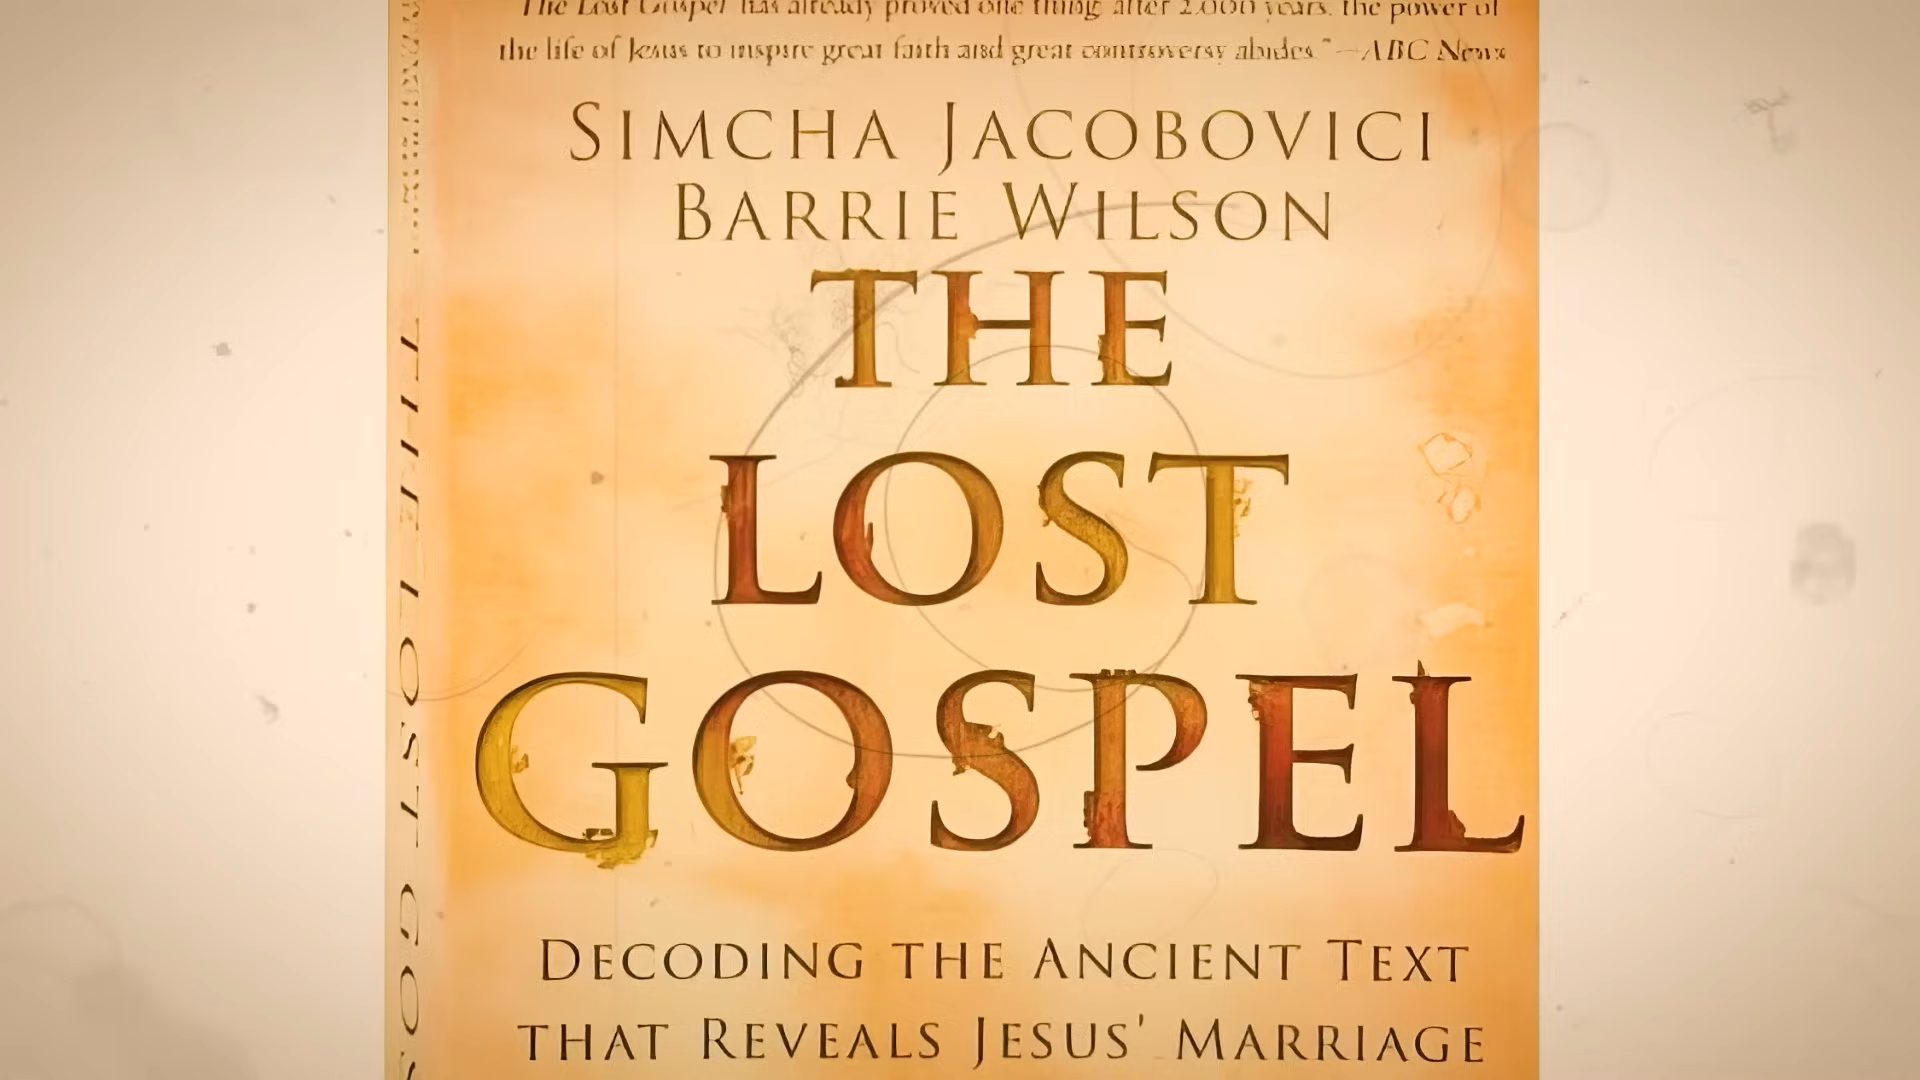 The Lost Gospel has already proved one thing after 2,000 years, the power of
the life of Jesus to inspire great faith and great controversy abides." —ABC News
SIMCHA JACOBOVICI
BARRIE WILSON
THE
LOST
GOSPEL
DECODING THE ANCIENT TEXT
THAT REVEALS JESUS' MARRIAGE
THE LOST GOS